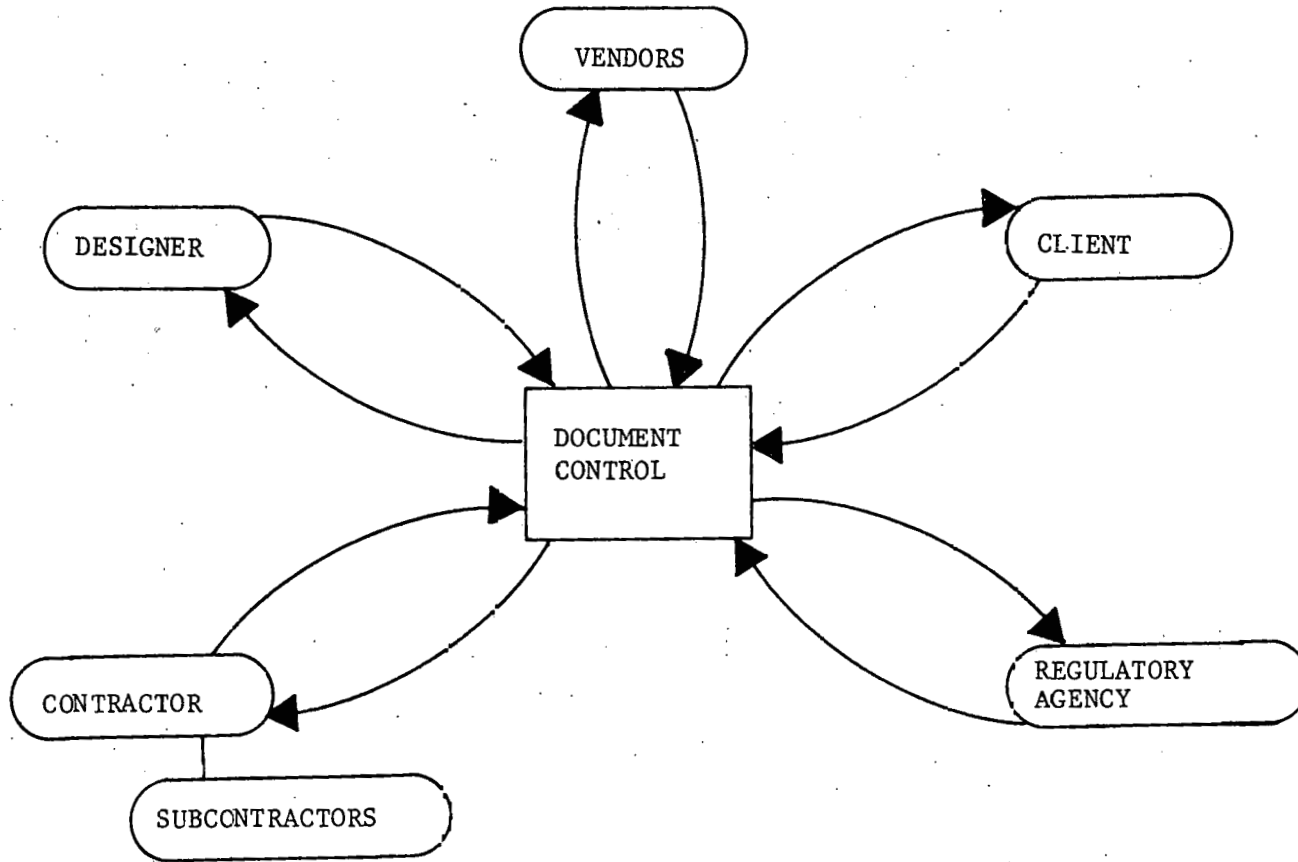 VENDORS
DESIGNER
CLIENT
DOCUMENT
CONTROL
CONTRACTOR
REGULATORY
AGENCY
SUBCONTRACTORS